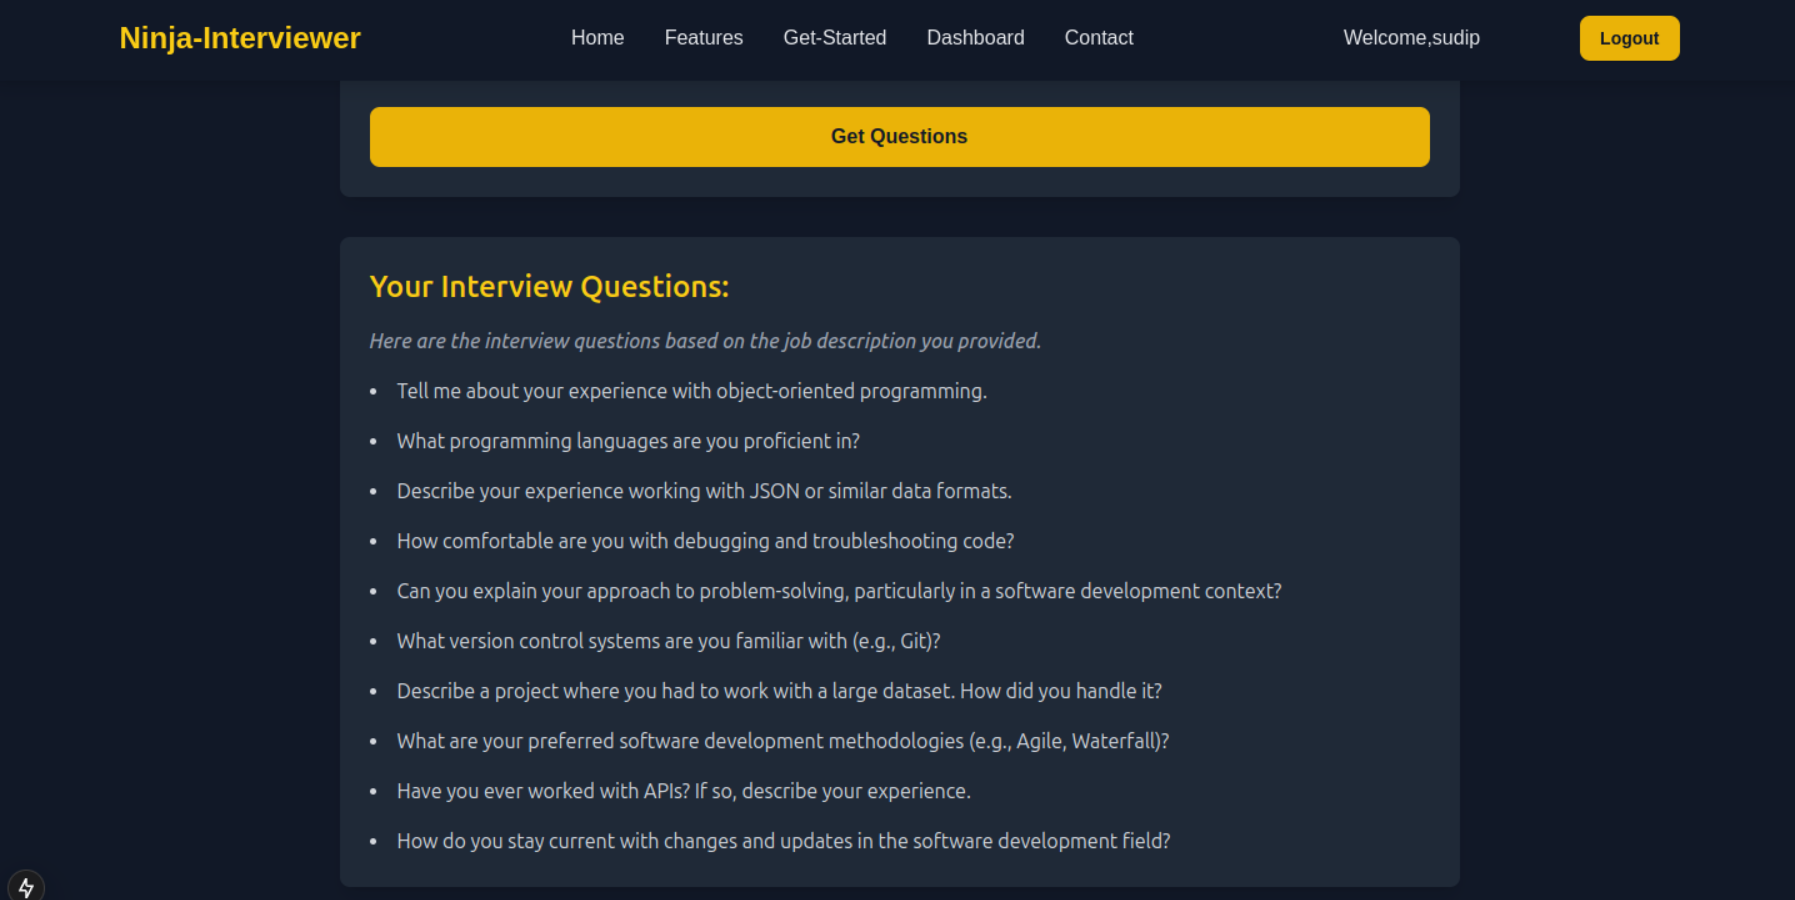 Ninja-Interviewer
Home
Features
Get-Started
Dashboard
Contact
Welcome,sudip
Logout
Get Questions
Your Interview Questions:
Here are the interview questions based on the job description you provided.
• Tell me about your experience with object-oriented programming.
• What programming languages are you proficient in?
• Describe your experience working with JSON or similar data formats.
• How comfortable are you with debugging and troubleshooting code?
• Can you explain your approach to problem-solving, particularly in a software development context?
• What version control systems are you familiar with (e.g., Git)?
• Describe a project where you had to work with a large dataset. How did you handle it?
• What are your preferred software development methodologies (e.g., Agile, Waterfall)?
• Have you ever worked with APIs? If so, describe your experience.
• How do you stay current with changes and updates in the software development field?